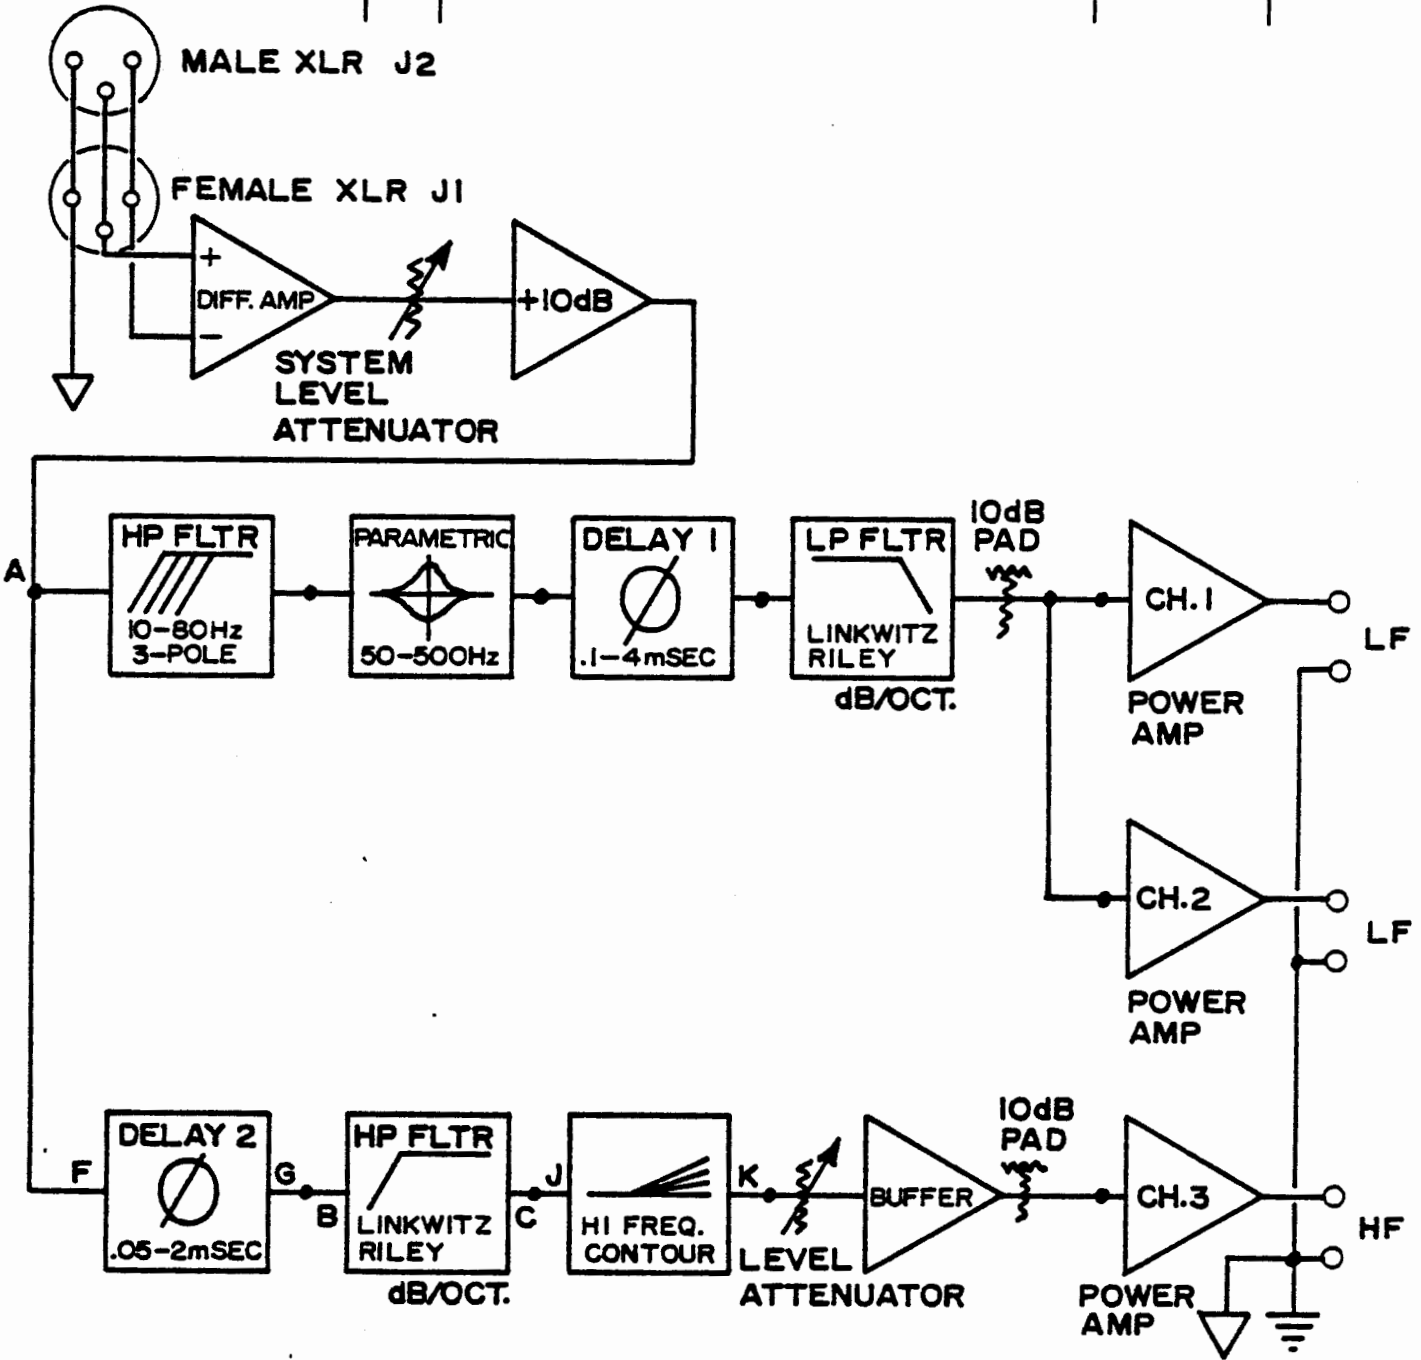 MALE XLR J2
FEMALE XLR J1
+
DIFF. AMP
−
+10dB
SYSTEM
LEVEL
ATTENUATOR
A
HP FLTR
10-80Hz
3-POLE
PARAMETRIC
50-500Hz
DELAY 1
.1-4mSEC
LP FLTR
LINKWITZ
RILEY
dB/OCT.
10dB
PAD
CH.1
POWER
AMP
LF
CH.2
POWER
AMP
LF
F
DELAY 2
.05-2mSEC
G
B
HP FLTR
LINKWITZ
RILEY
dB/OCT.
C
J
HI FREQ.
CONTOUR
K
LEVEL
ATTENUATOR
BUFFER
10dB
PAD
CH.3
POWER
AMP
HF